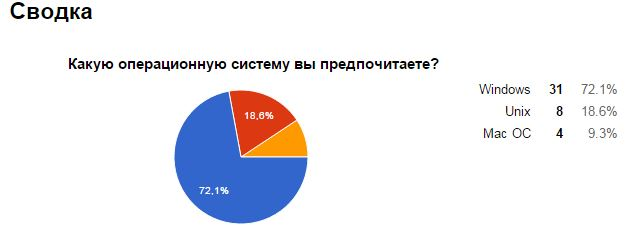 Сводка
Какую операционную систему вы предпочитаете?
Windows 31 72.1%
Unix 8 18.6%
Mac ОС 4 9.3%
18,6%
72,1%